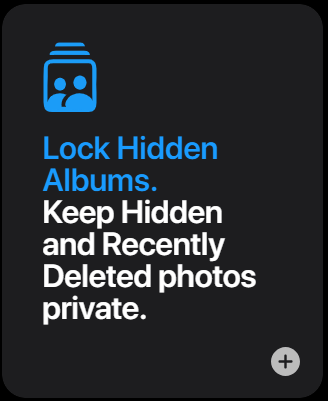 Lock Hidden
Albums.
Keep Hidden
and Recently
Deleted photos
private.